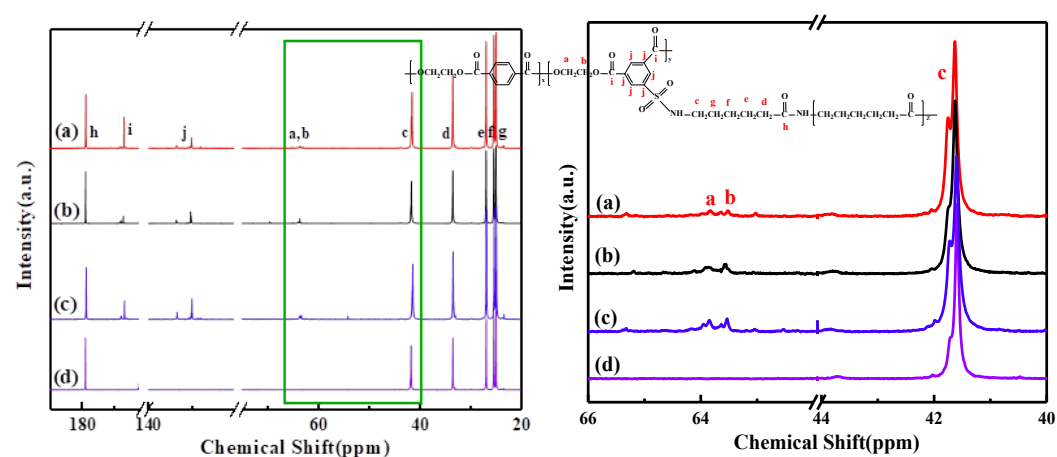 O
C
i
y
j j
a b
O O O
OCH₂CH₂O C C x OCH₂CH₂O C
i j j
j
O S O
c g f e d O O
NH CH₂CH₂CH₂CH₂CH₂ C NH CH₂CH₂CH₂CH₂CH₂ C z
h
Intensity(a.u.)
(a) h i j a,b c d e f g
(b)
(c)
(d)
180 140 60 40 20
Chemical Shift(ppm)
Intensity(a.u.)
c
(a) a b
(b)
(c)
(d)
66 64 44 42 40
Chemical Shift(ppm)